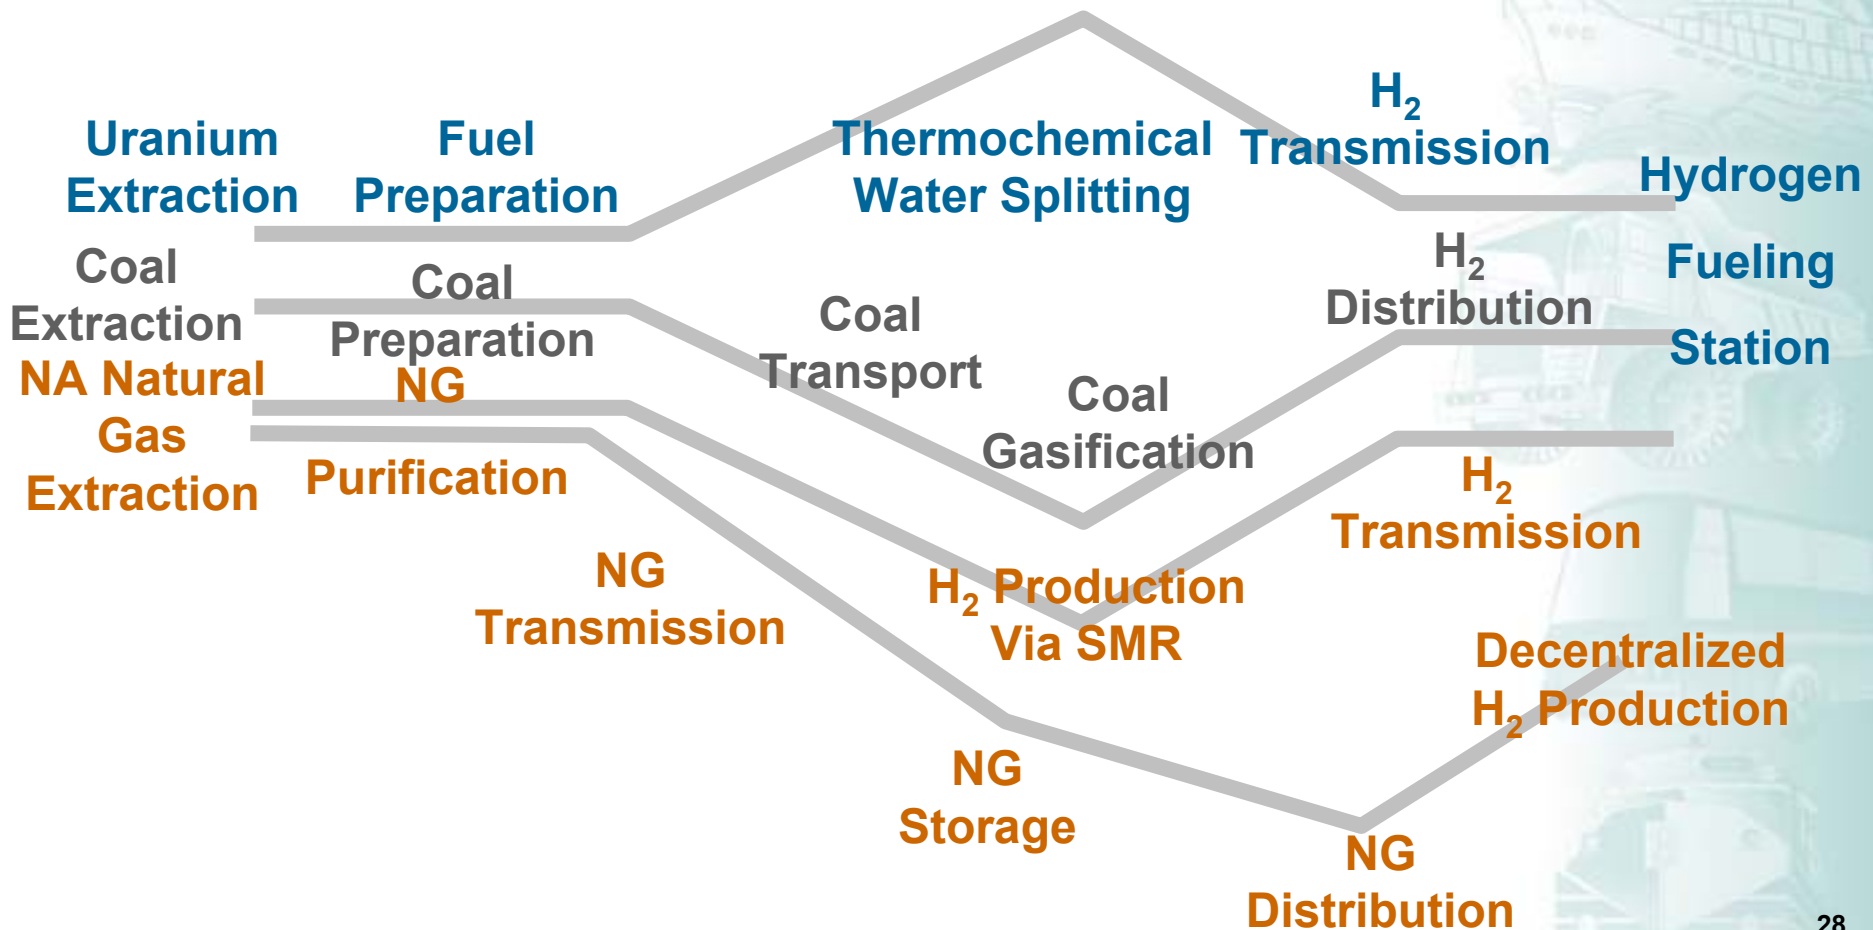 Uranium
Extraction
Fuel
Preparation
Thermochemical
Water Splitting
H₂
Transmission
Hydrogen
Fueling
Station
Coal
Extraction
Coal
Preparation
Coal
Transport
Coal
Gasification
H₂
Distribution
NA Natural
Gas
Extraction
NG
Purification
NG
Transmission
H₂ Production
Via SMR
H₂
Transmission
NG
Storage
NG
Distribution
Decentralized
H₂ Production
28